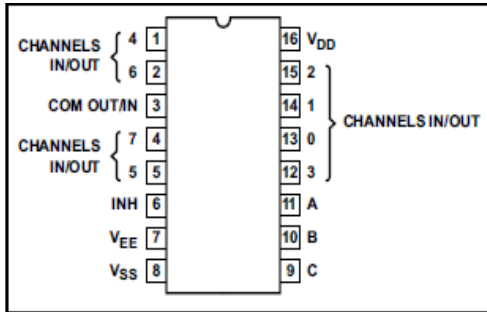 CHANNELS IN/OUT 4 1
6 2
COM OUT/IN 3
CHANNELS IN/OUT 7 4
5 5
INH 6
VEE 7
VSS 8
16 VDD
15 2
14 1
13 0
12 3
CHANNELS IN/OUT
11 A
10 B
9 C